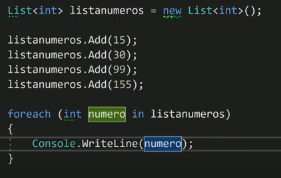 List<int> listanumeros = new List<int>();
listanumeros.Add(15);
listanumeros.Add(30);
listanumeros.Add(99);
listanumeros.Add(155);
foreach (int numero in listanumeros)
{
Console.WriteLine(numero);
}